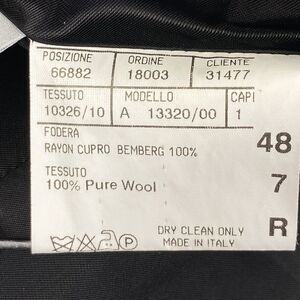 POSIZIONE ORDINE CLIENTE
66882 18003 31477
TESSUTO MODELLO CAPI
10326/10 A 13320/00 1
FODERA
RAYON CUPRO BEMBERG 100% 48
TESSUTO
100% Pure Wool 7
R
DRY CLEAN ONLY
P MADE IN ITALY